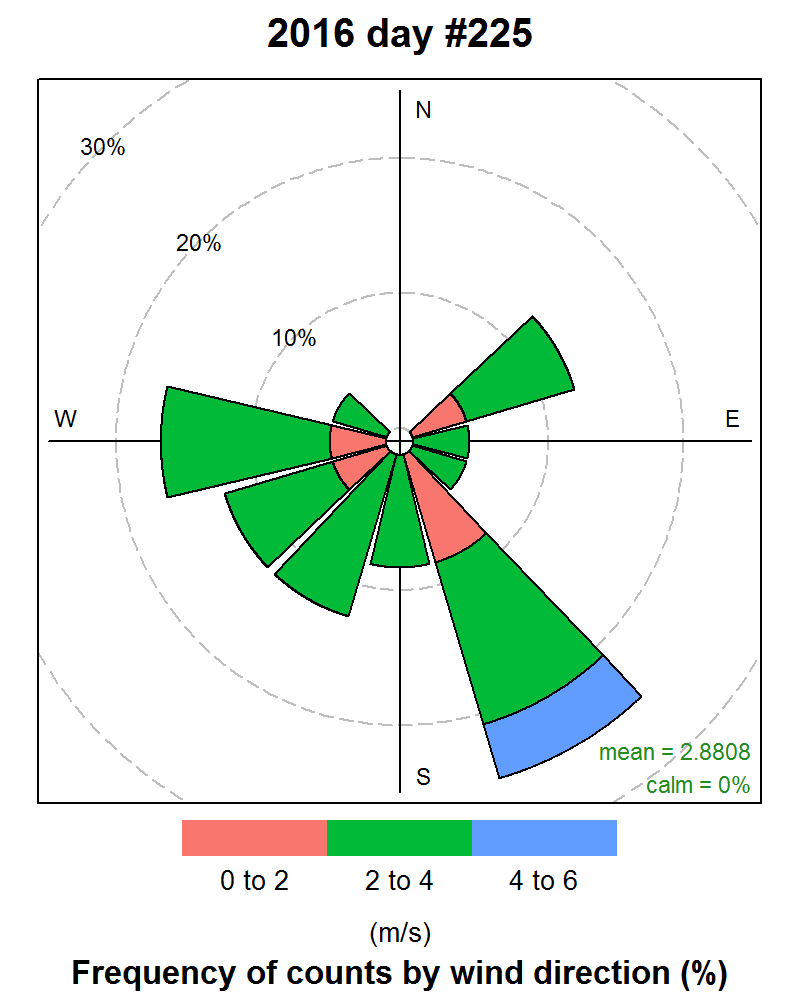 2016 day #225
N
30%
20%
10%
W
E
mean = 2.8808
S
calm = 0%
0 to 2 2 to 4 4 to 6
(m/s)
Frequency of counts by wind direction (%)